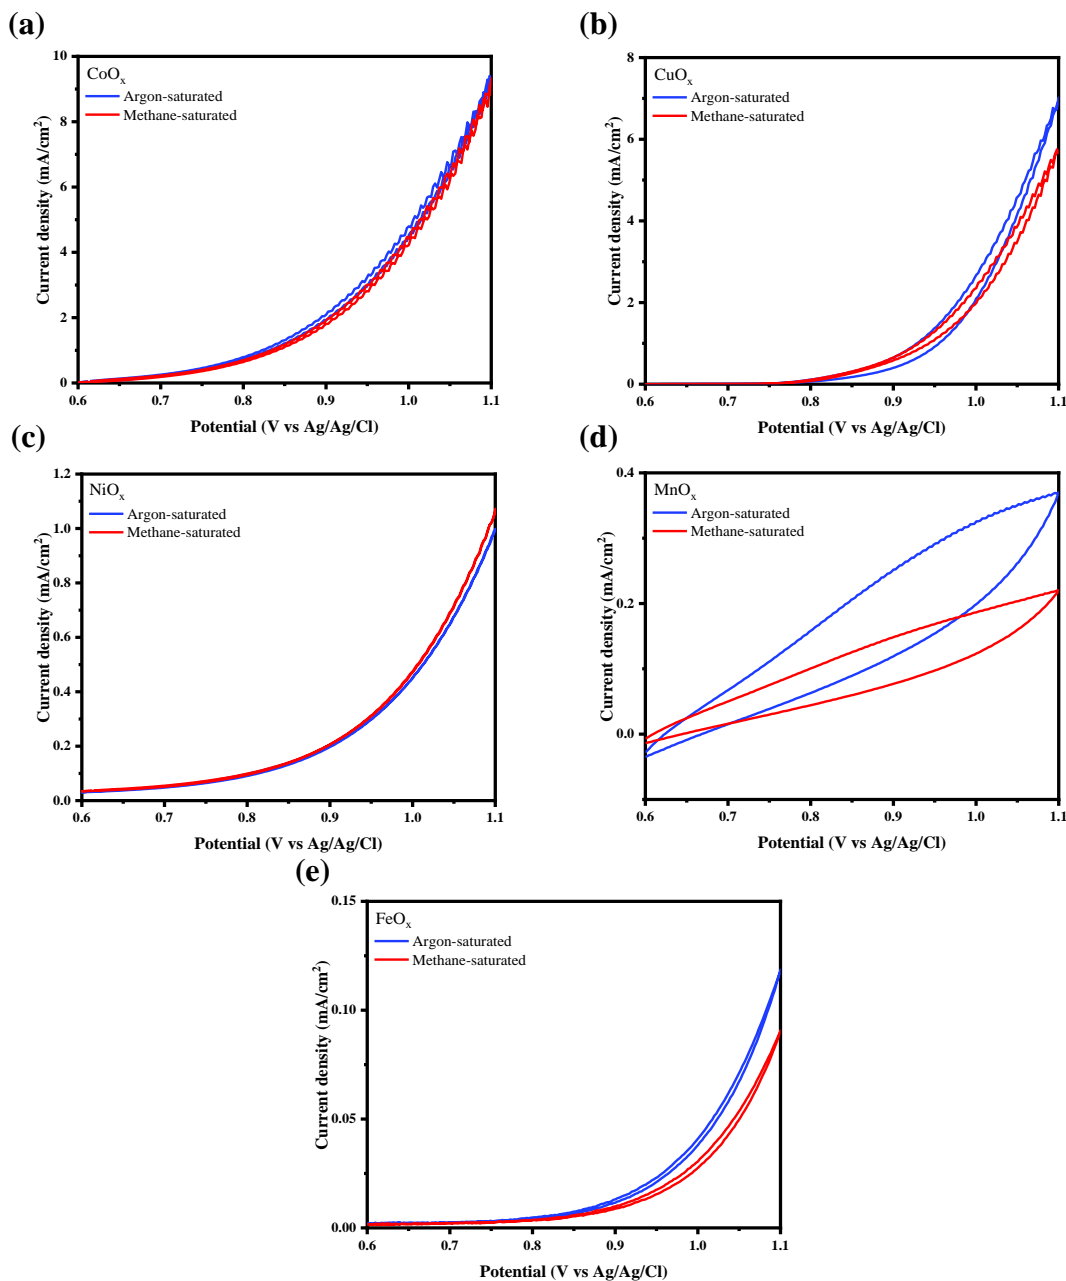 (a)
CoOx
Argon-saturated
Methane-saturated
Current density (mA/cm²)
10
8
6
4
2
0
0.6 0.7 0.8 0.9 1.0 1.1
Potential (V vs Ag/Ag/Cl)
(b)
CuOx
Argon-saturated
Methane-saturated
Current density (mA/cm²)
8
6
4
2
0
0.6 0.7 0.8 0.9 1.0 1.1
Potential (V vs Ag/Ag/Cl)
(c)
NiOx
Argon-saturated
Methane-saturated
Current density (mA/cm²)
1.2
1.0
0.8
0.6
0.4
0.2
0.0
0.6 0.7 0.8 0.9 1.0 1.1
Potential (V vs Ag/Ag/Cl)
(d)
MnOx
Argon-saturated
Methane-saturated
Current density (mA/cm²)
0.4
0.2
0.0
0.6 0.7 0.8 0.9 1.0 1.1
Potential (V vs Ag/Ag/Cl)
(e)
FeOx
Argon-saturated
Methane-saturated
Current density (mA/cm²)
0.15
0.10
0.05
0.00
0.6 0.7 0.8 0.9 1.0 1.1
Potential (V vs Ag/Ag/Cl)